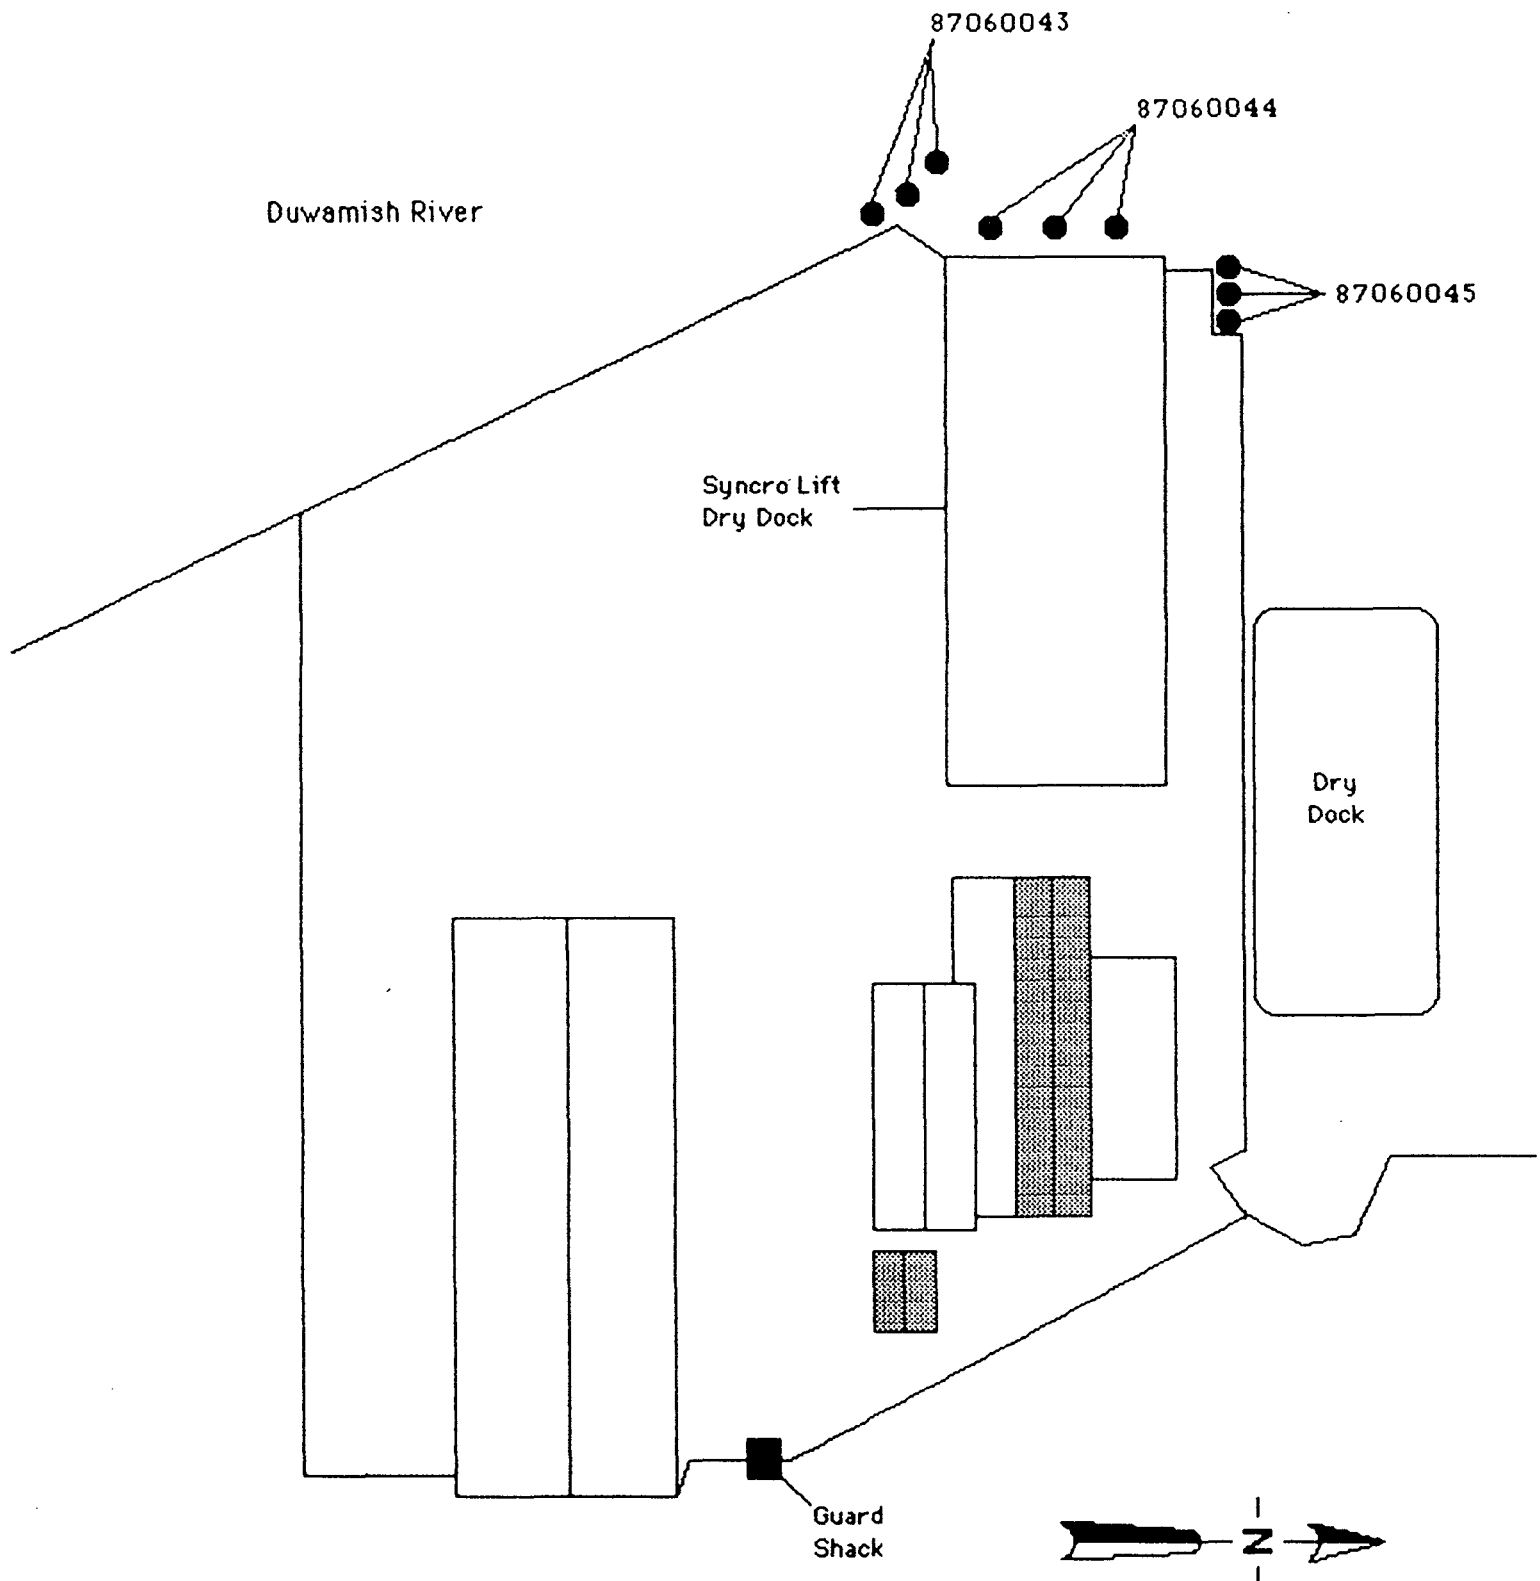 87060043
87060044
Duwamish River
87060045
Syncro Lift
Dry Dock
Dry
Dock
Guard
Shack
N